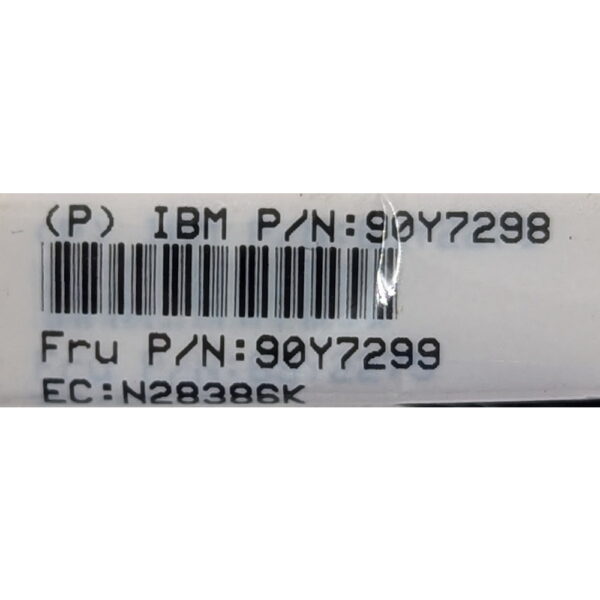 (P) IBM P/N:90Y7298
Fru P/N:90Y7299
EC:N28386K